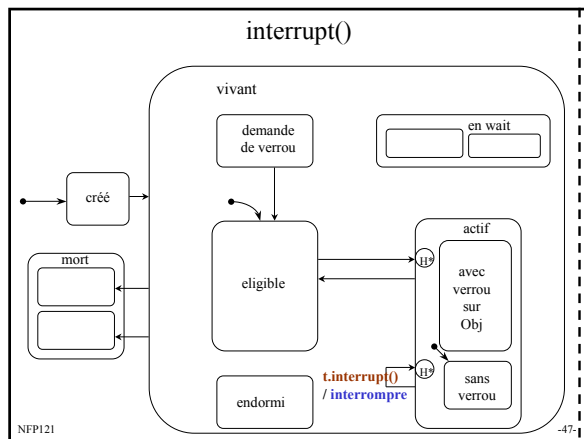 interrupt()
vivant
demande
de verrou
en wait
créé
actif
H*
mort
eligible
avec
verrou
sur
Obj
t.interrupt()
/ interrompre
H*
sans
verrou
endormi
NFP121
-47-